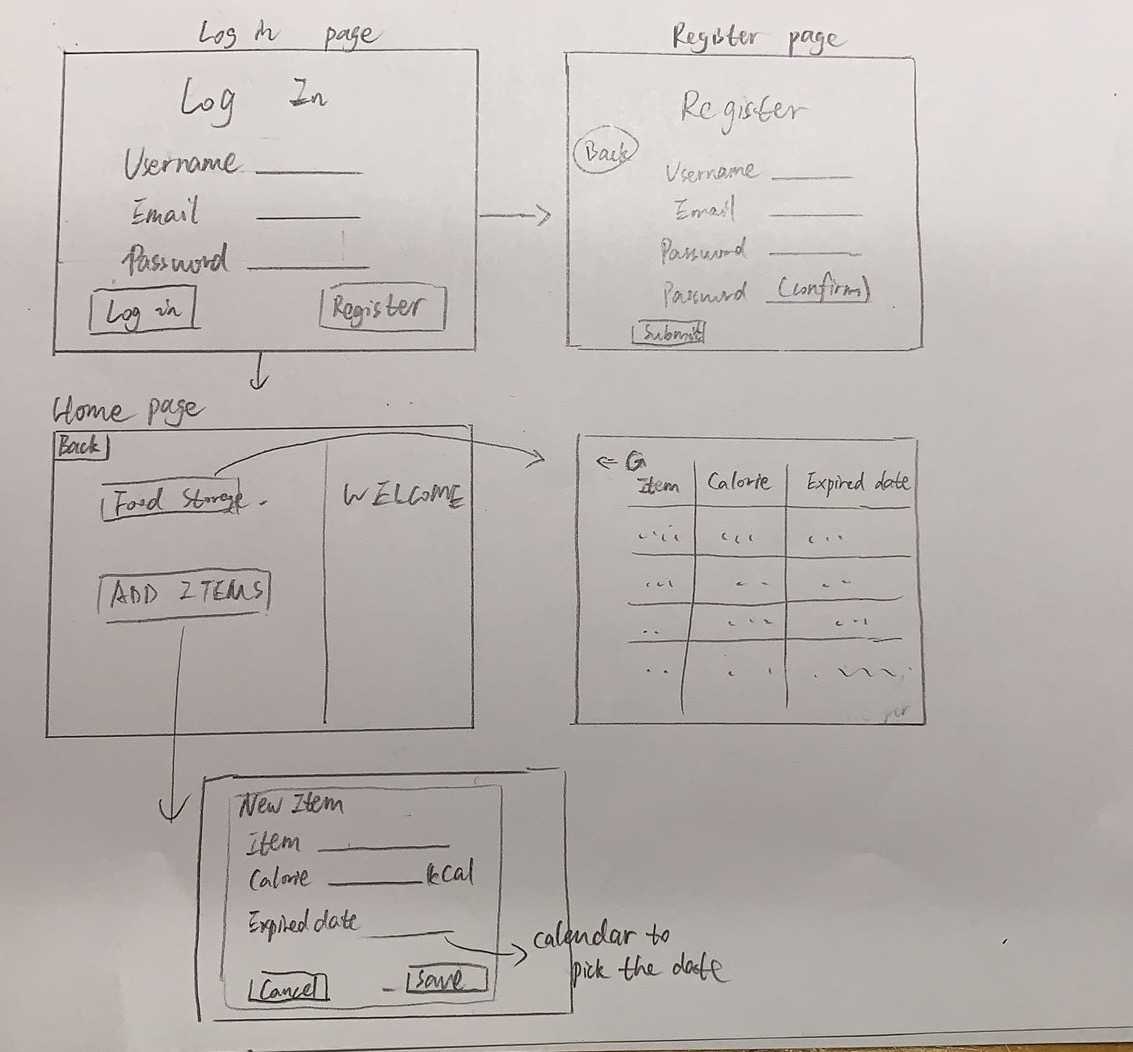 Log in page
Log In
Username
Email
Password
Log in
Register
Register page
Register
Back
Username
Email
Password
Password (confirm)
Submit
Home page
Back
Food Storage
WELCOME
ADD ITEMS
Item Calorie Expired date
New Item
Item
Calorie kcal
Expired date
Cancel
Save
calendar to
pick the date